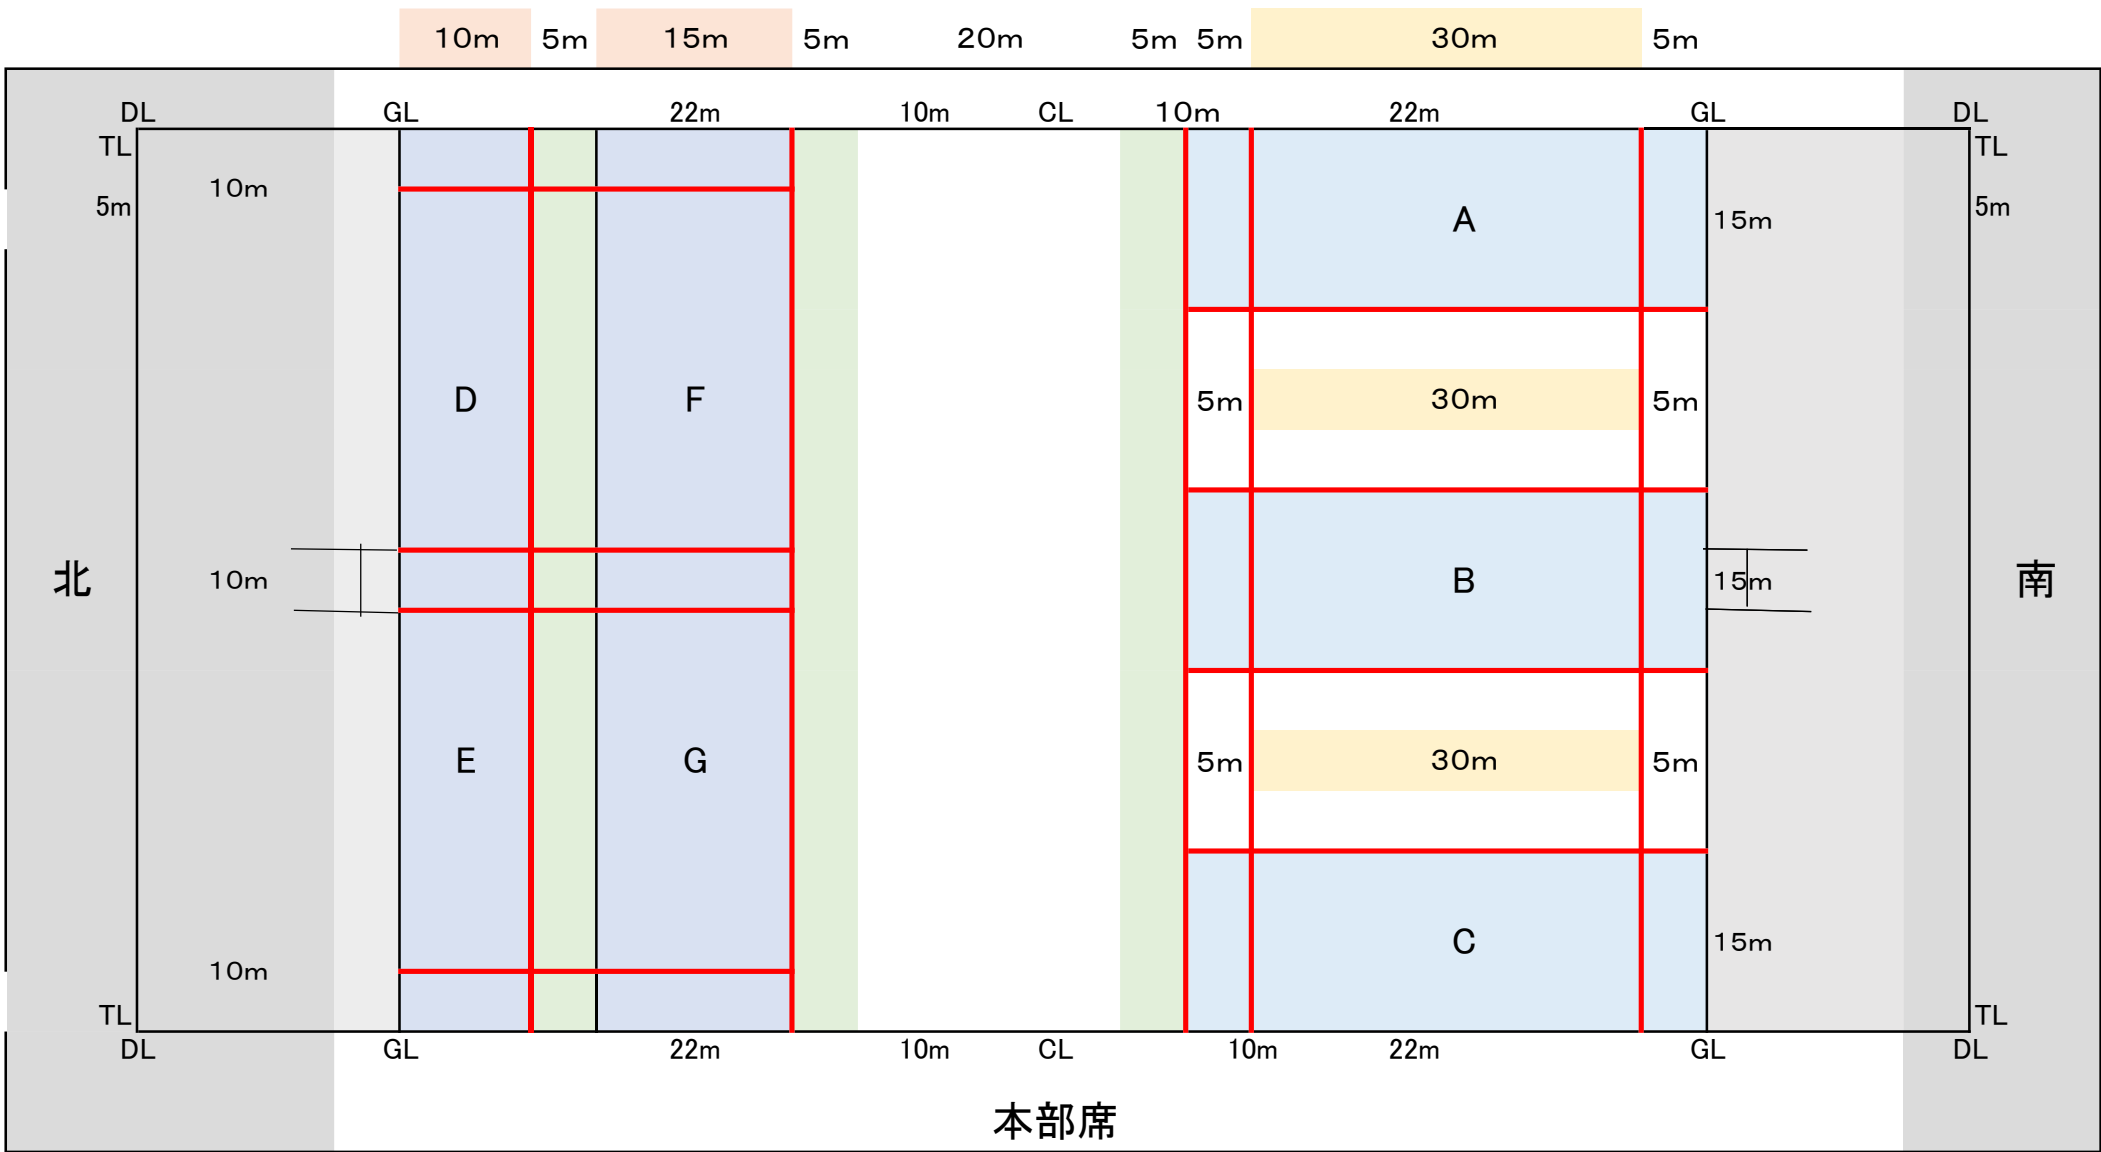 10m 5m 15m 5m 20m 5m 5m 30m 5m
DL GL 22m 10m CL 10m 22m GL DL
TL TL
10m
5m 5m
A 15m
D F 5m 30m 5m
北 10m B 15m 南
E G 5m 30m 5m
C 15m
10m
TL TL
DL GL 22m 10m CL 10m 22m GL DL
本部席